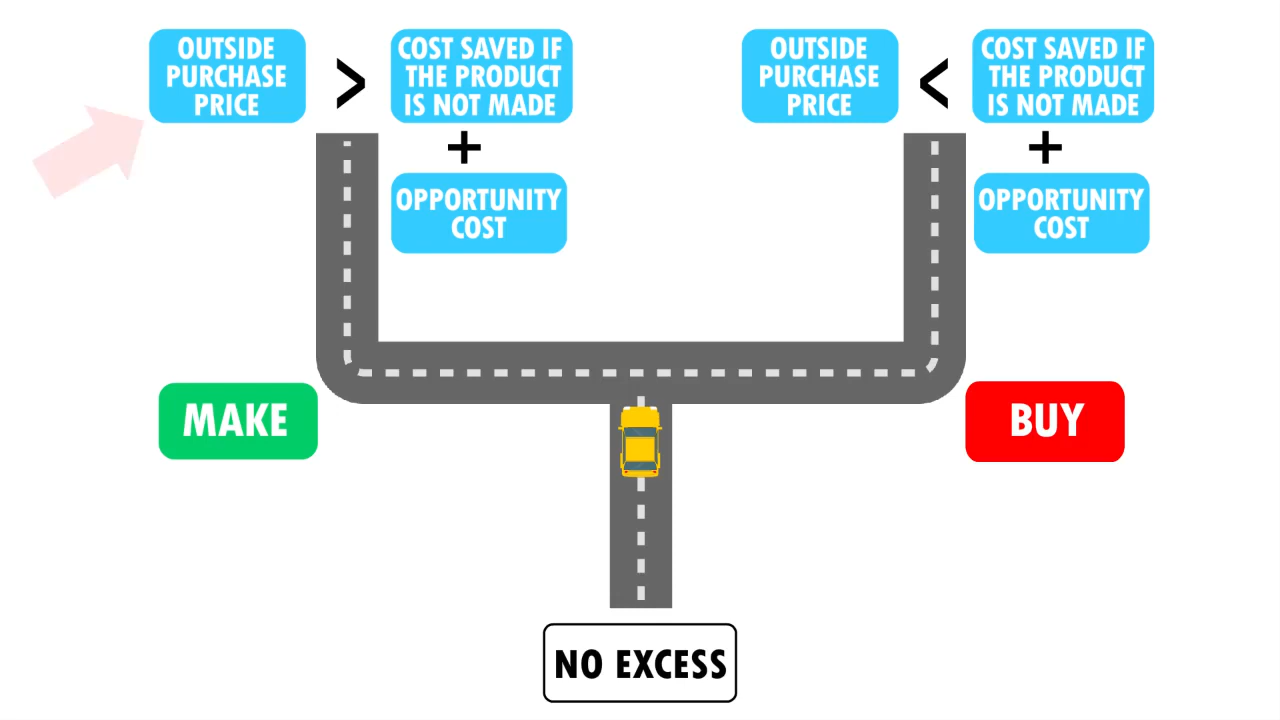 OUTSIDE
PURCHASE
PRICE
>
COST SAVED IF
THE PRODUCT
IS NOT MADE
+
OPPORTUNITY
COST
OUTSIDE
PURCHASE
PRICE
<
COST SAVED IF
THE PRODUCT
IS NOT MADE
+
OPPORTUNITY
COST
MAKE
BUY
NO EXCESS